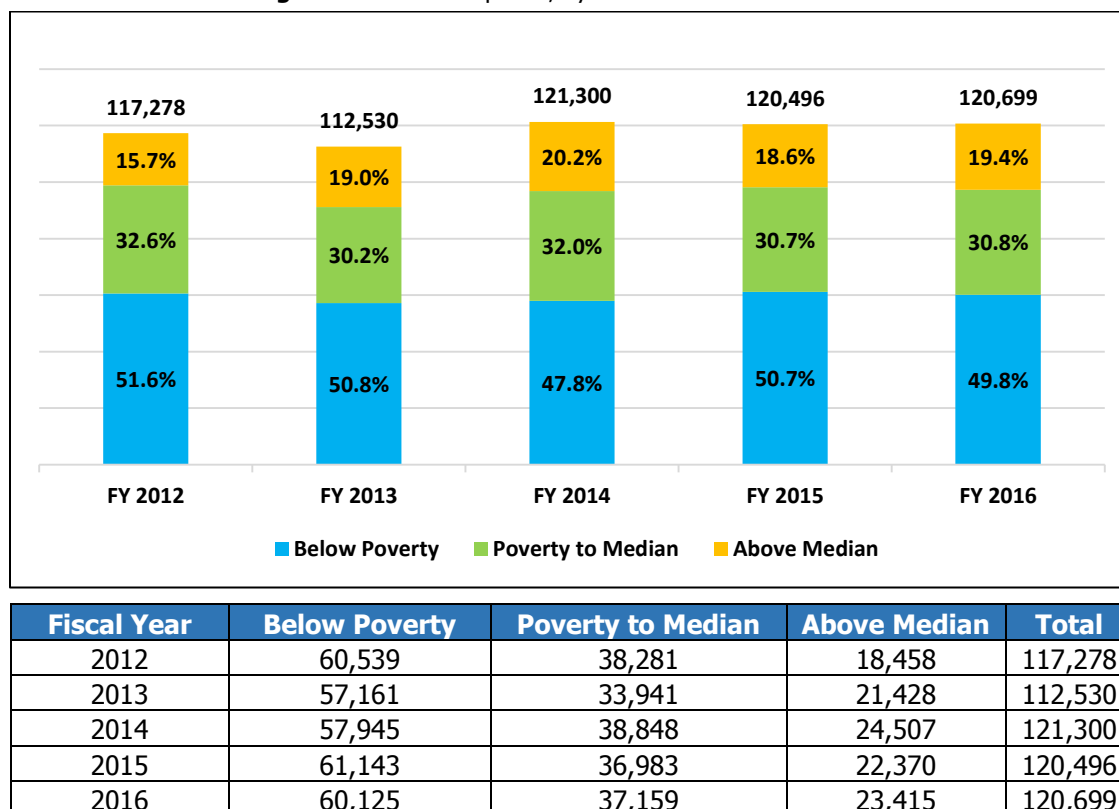 117,278 112,530 121,300 120,496 120,699
15.7% 19.0% 20.2% 18.6% 19.4%
32.6% 30.2% 32.0% 30.7% 30.8%
51.6% 50.8% 47.8% 50.7% 49.8%
FY 2012 FY 2013 FY 2014 FY 2015 FY 2016
Below Poverty Poverty to Median Above Median
Fiscal Year Below Poverty Poverty to Median Above Median Total
2012 60,539 38,281 18,458 117,278
2013 57,161 33,941 21,428 112,530
2014 57,945 38,848 24,507 121,300
2015 61,143 36,983 22,370 120,496
2016 60,125 37,159 23,415 120,699